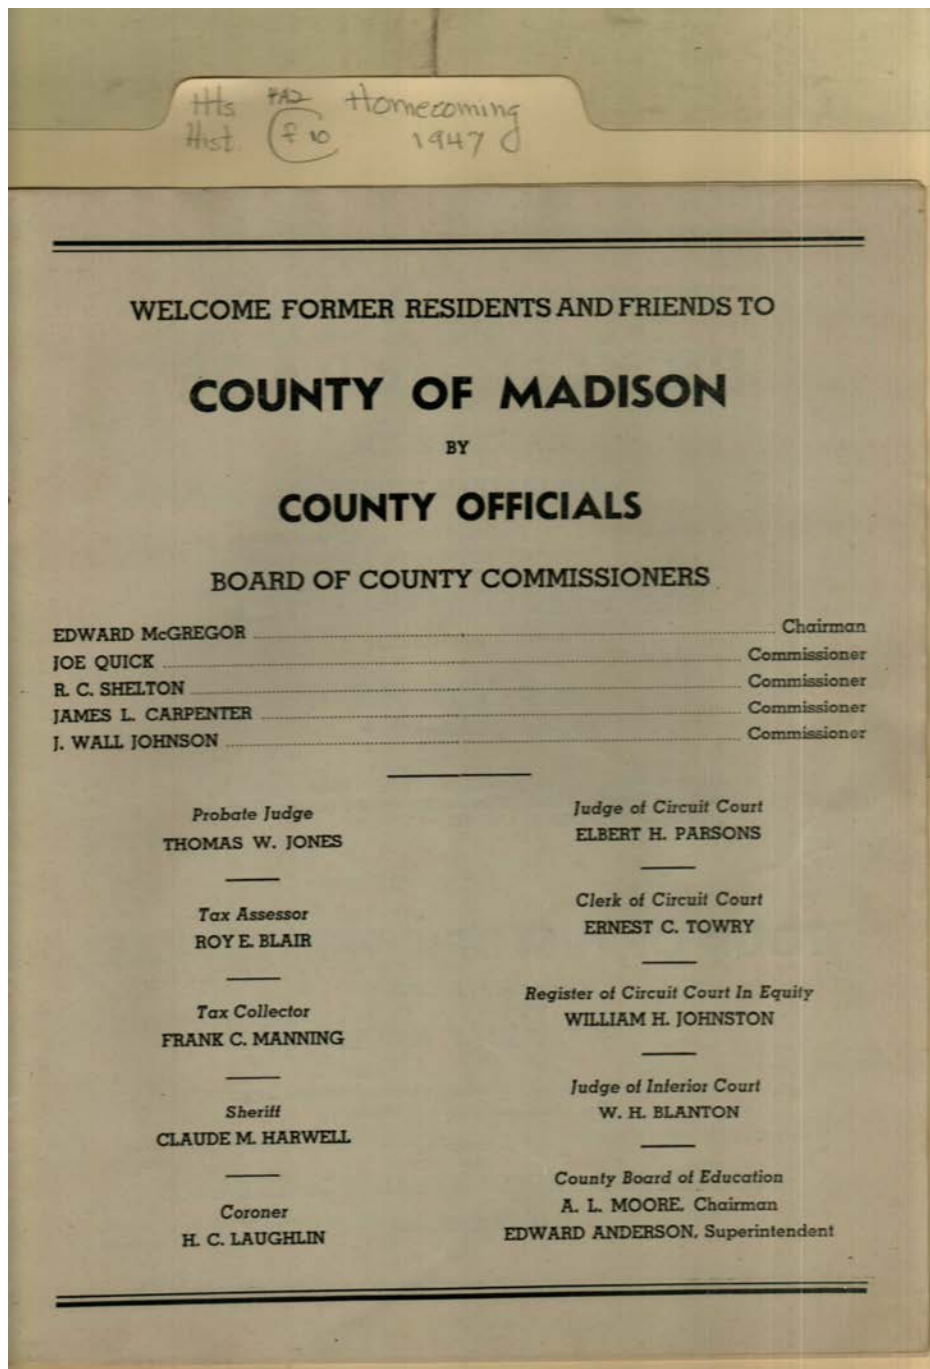 HHs PAD Homecoming
Hist. f 10 1947
WELCOME FORMER RESIDENTS AND FRIENDS TO
COUNTY OF MADISON
BY
COUNTY OFFICIALS
BOARD OF COUNTY COMMISSIONERS
EDWARD McGREGOR Chairman
JOE QUICK Commissioner
R. C. SHELTON Commissioner
JAMES L. CARPENTER Commissioner
J. WALL JOHNSON Commissioner
Probate Judge
THOMAS W. JONES
Tax Assessor
ROY E. BLAIR
Tax Collector
FRANK C. MANNING
Sheriff
CLAUDE M. HARWELL
Coroner
H. C. LAUGHLIN
Judge of Circuit Court
ELBERT H. PARSONS
Clerk of Circuit Court
ERNEST C. TOWRY
Register of Circuit Court In Equity
WILLIAM H. JOHNSTON
Judge of Inferior Court
W. H. BLANTON
County Board of Education
A. L. MOORE, Chairman
EDWARD ANDERSON, Superintendent